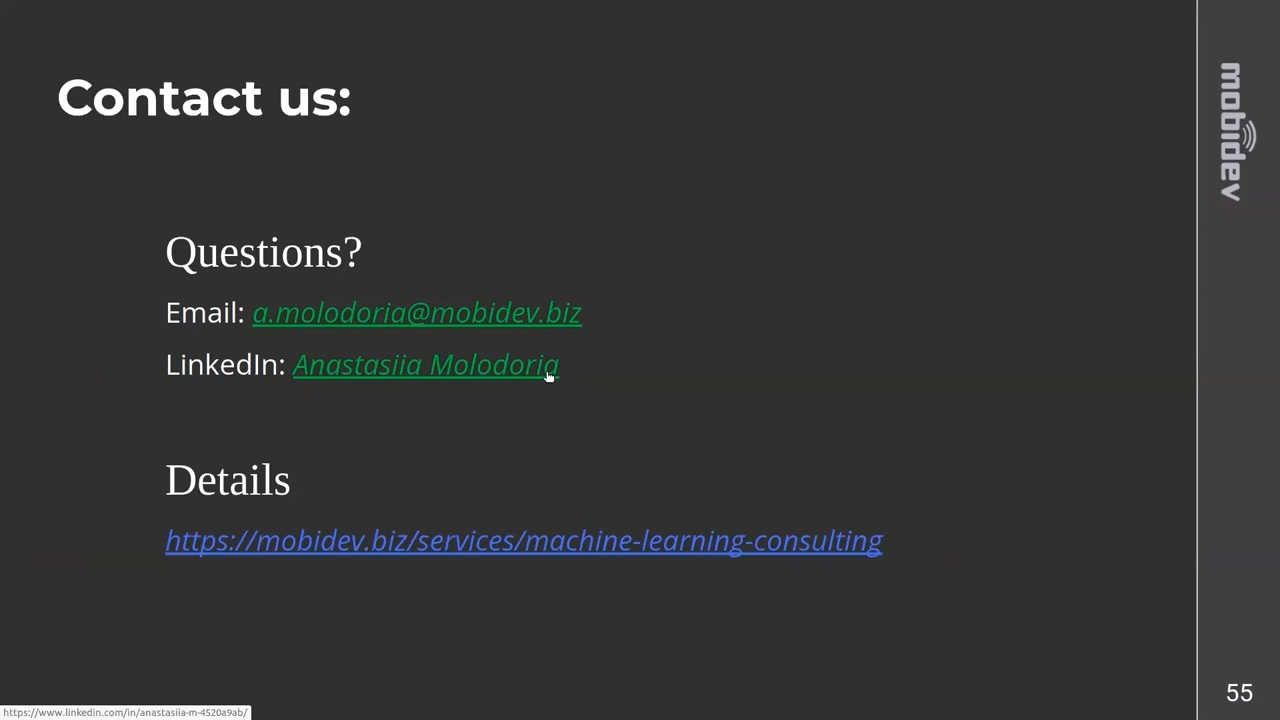 Contact us:
mobidev
Questions?
Email: a.molodoria@mobidev.biz
LinkedIn: Anastasiia Molodoria
Details
https://mobidev.biz/services/machine-learning-consulting
55
https://www.linkedin.com/in/anastasiia-m-4520a9ab/